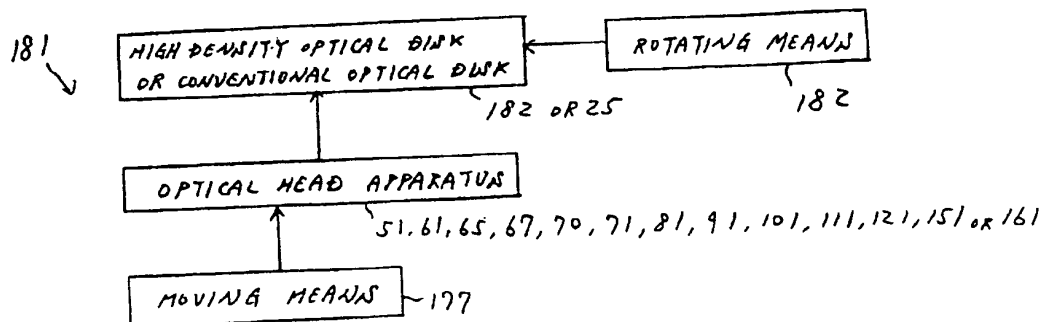 181
HIGH DENSITY OPTICAL DISK
OR CONVENTIONAL OPTICAL DISK
ROTATING MEANS
182 OR 25
182
OPTICAL HEAD APPARATUS
51, 61, 65, 67, 70, 71, 81, 91, 101, 111, 121, 151 OR 161
MOVING MEANS
177